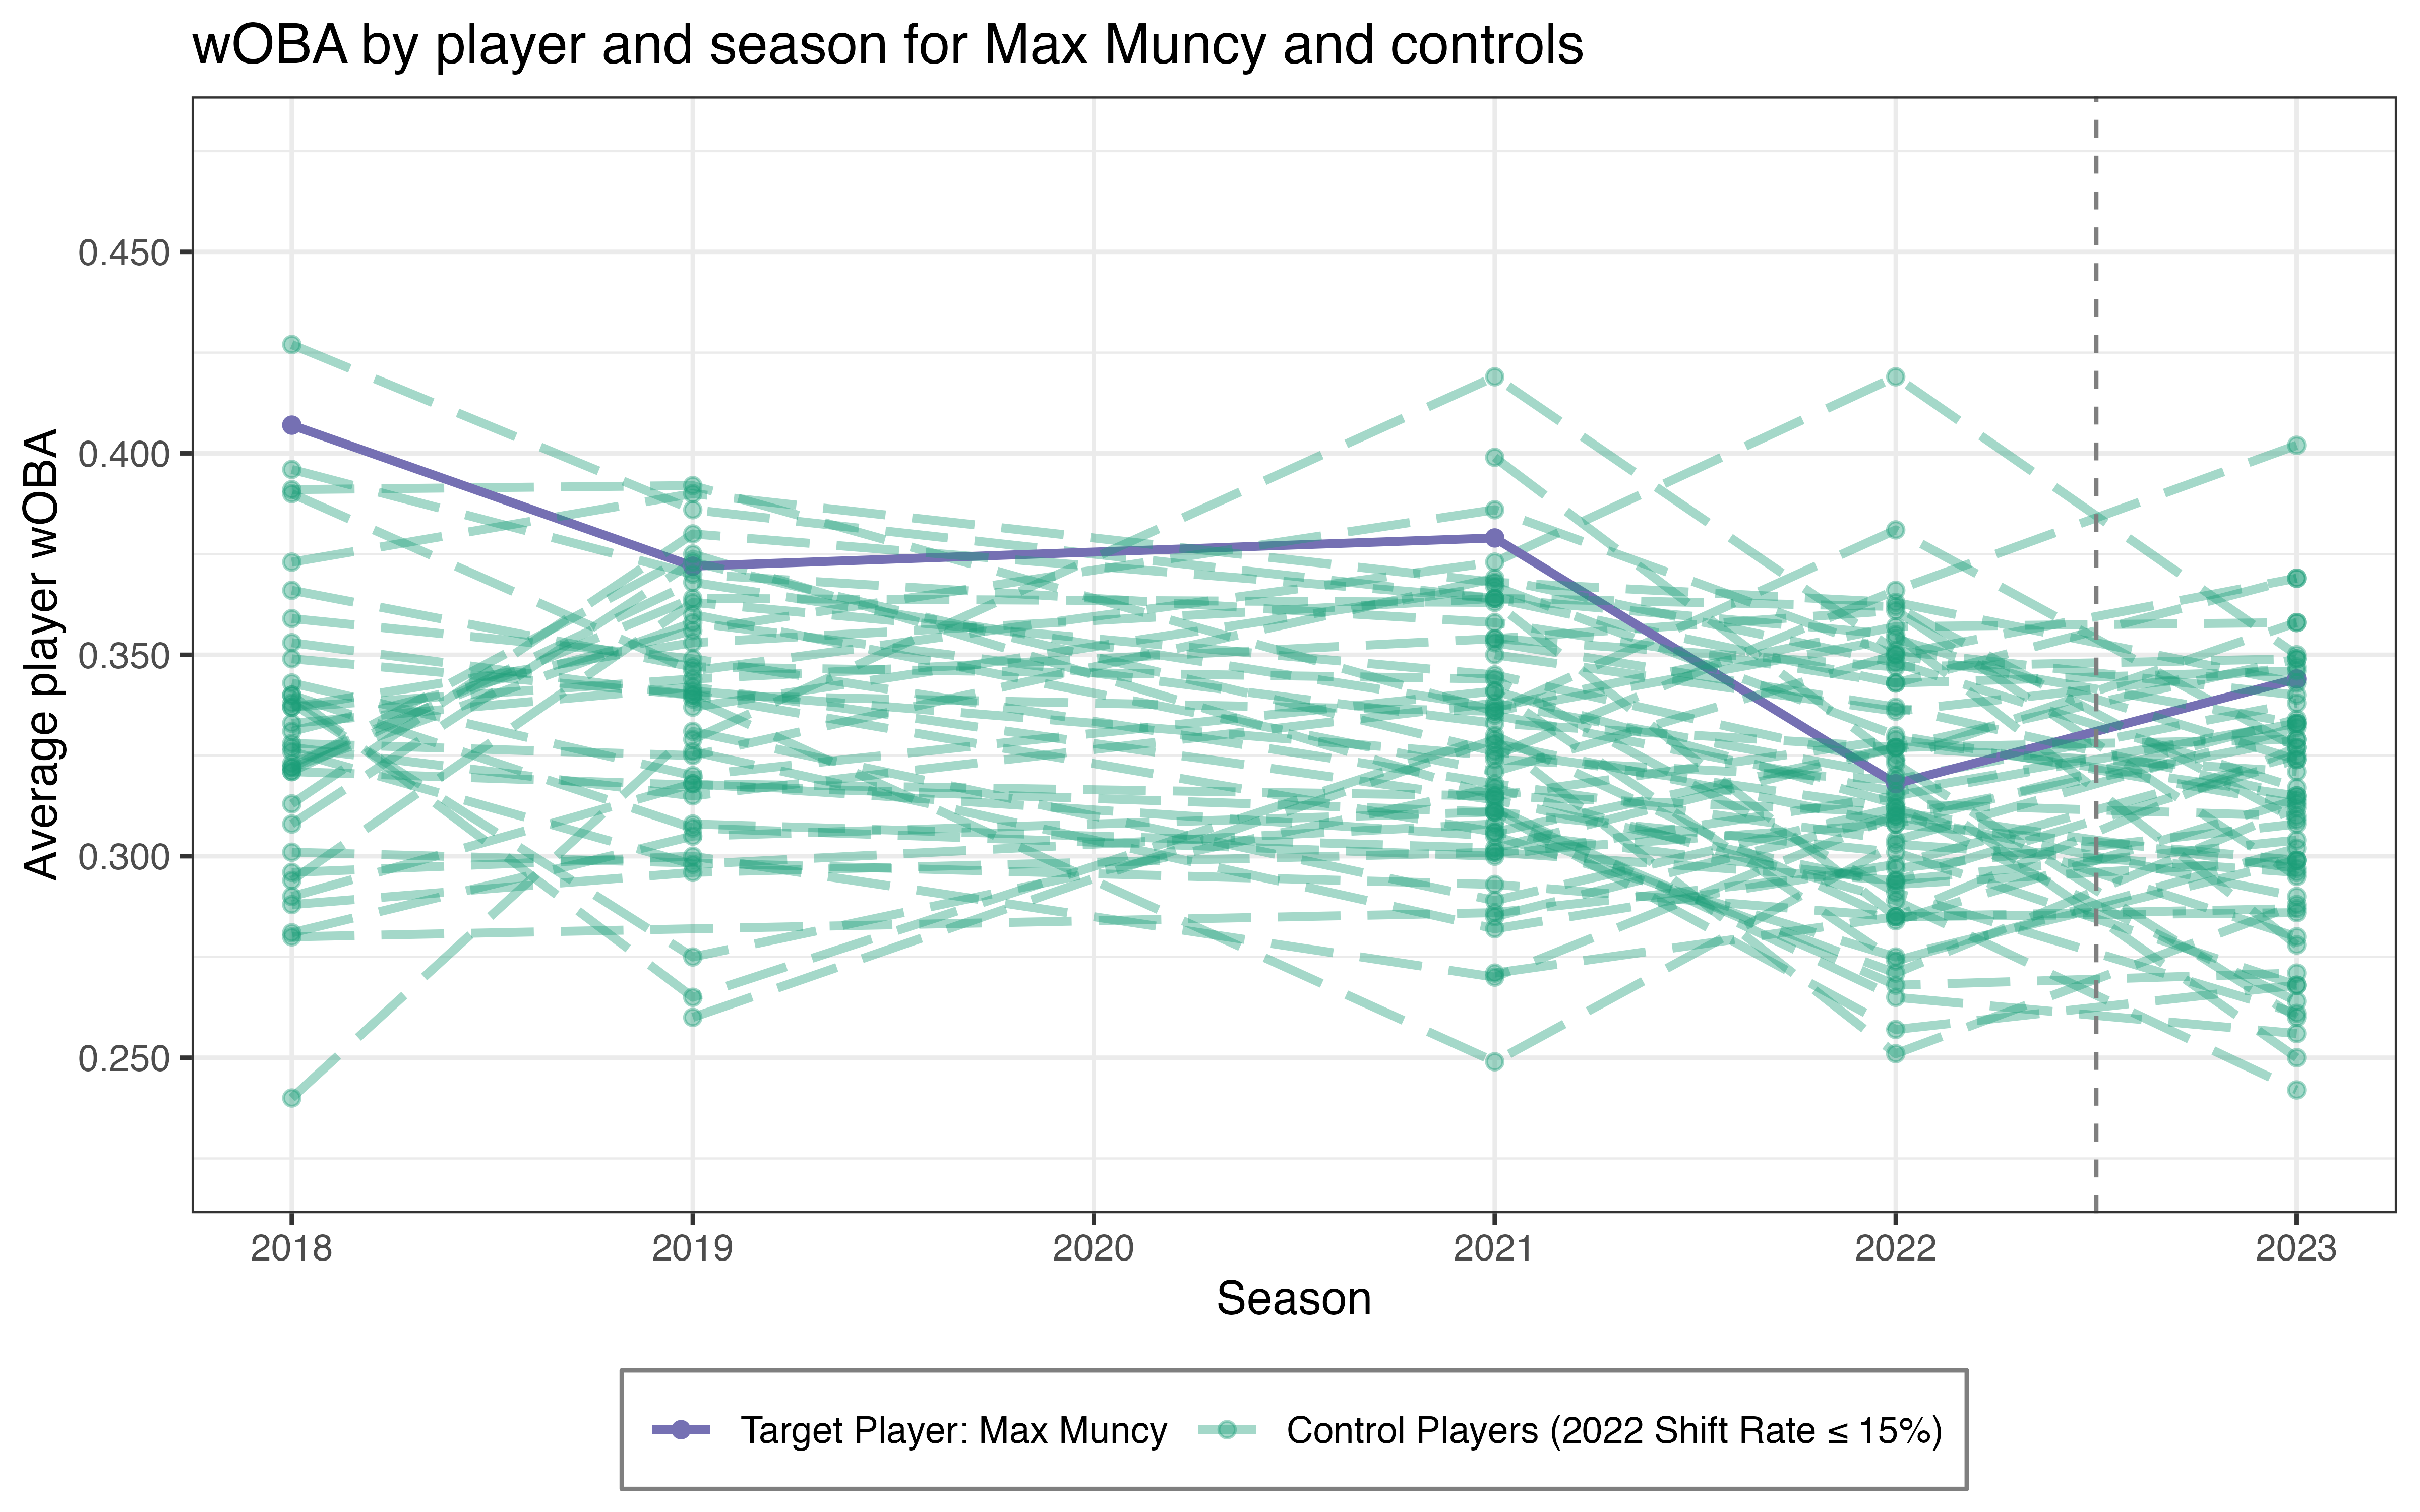 wOBA by player and season for Max Muncy and controls
Average player wOBA
0.450
0.400
0.350
0.300
0.250
2018 2019 2020 2021 2022 2023
Season
Target Player: Max Muncy Control Players (2022 Shift Rate ≤ 15%)